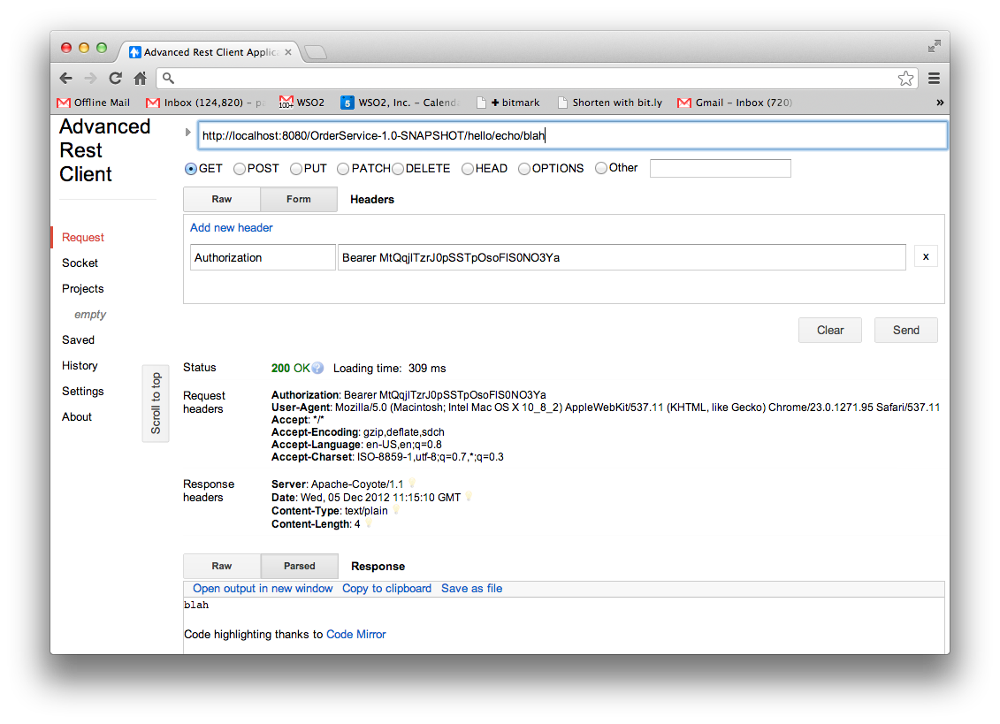 Advanced Rest Client Applic
Offline Mail Inbox (124,820) - pa 100+ WSO2 5 WSO2, Inc. - Calenda + bitmark Shorten with bit.ly Gmail - Inbox (720) »
Advanced
Rest
Client
http://localhost:8080/OrderService-1.0-SNAPSHOT/hello/echo/blah
GET POST PUT PATCH DELETE HEAD OPTIONS Other
Raw Form Headers
Add new header
Authorization Bearer MtQqjlTzrJ0pSSTpOsoFlS0NO3Ya x
Clear Send
Request
Socket
Projects
empty
Saved
History
Settings
About
Scroll to top
Status 200 OK ? Loading time: 309 ms
Request
headers
Authorization: Bearer MtQqjlTzrJ0pSSTpOsoFlS0NO3Ya
User-Agent: Mozilla/5.0 (Macintosh; Intel Mac OS X 10_8_2) AppleWebKit/537.11 (KHTML, like Gecko) Chrome/23.0.1271.95 Safari/537.11
Accept: */*
Accept-Encoding: gzip,deflate,sdch
Accept-Language: en-US,en;q=0.8
Accept-Charset: ISO-8859-1,utf-8;q=0.7,*;q=0.3
Response
headers
Server: Apache-Coyote/1.1
Date: Wed, 05 Dec 2012 11:15:10 GMT
Content-Type: text/plain
Content-Length: 4
Raw Parsed Response
Open output in new window Copy to clipboard Save as file
blah
Code highlighting thanks to Code Mirror